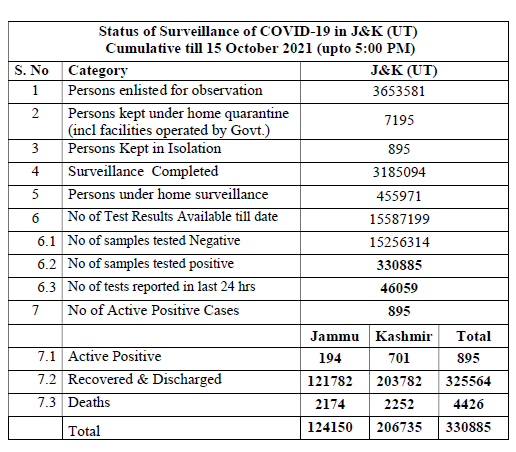 Status of Surveillance of COVID-19 in J&K (UT)
Cumulative till 15 October 2021 (upto 5:00 PM)
S. No Category J&K (UT)
1 Persons enlisted for observation 3653581
2 Persons kept under home quarantine
(incl facilities operated by Govt.) 7195
3 Persons Kept in Isolation 895
4 Surveillance Completed 3185094
5 Persons under home surveillance 455971
6 No of Test Results Available till date 15587199
6.1 No of samples tested Negative 15256314
6.2 No of samples tested positive 330885
6.3 No of tests reported in last 24 hrs 46059
7 No of Active Positive Cases 895
Jammu Kashmir Total
7.1 Active Positive 194 701 895
7.2 Recovered & Discharged 121782 203782 325564
7.3 Deaths 2174 2252 4426
Total 124150 206735 330885